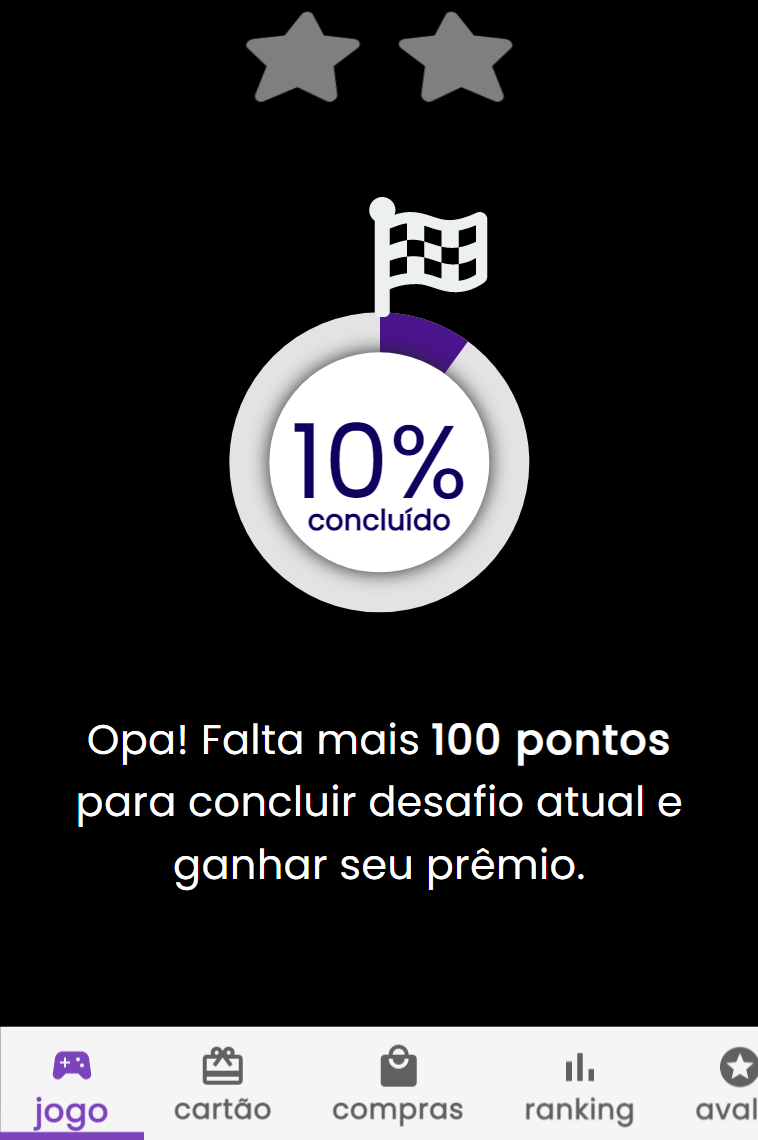 10%
concluído
Opa! Falta mais 100 pontos
para concluir desafio atual e
ganhar seu prêmio.
jogo cartão compras ranking aval